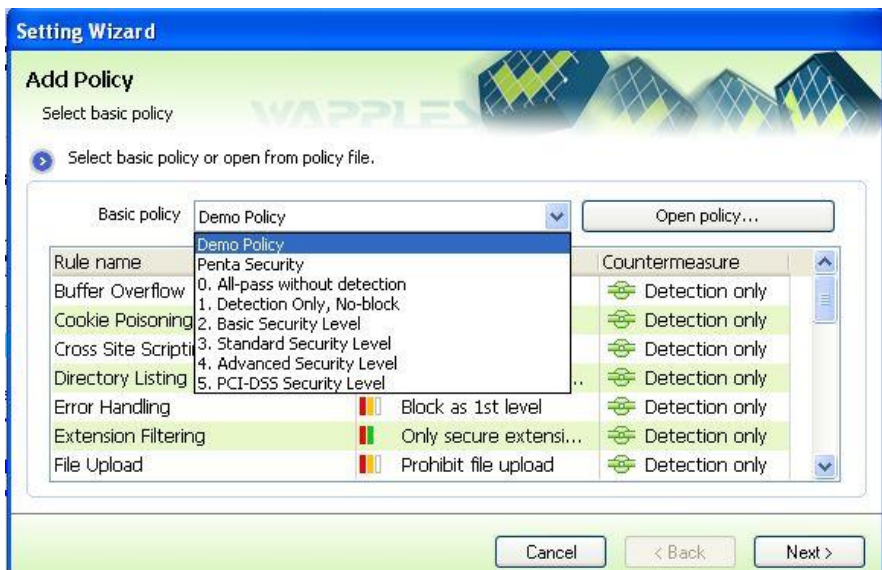 Setting Wizard
Add Policy
Select basic policy
WAPPLES
Select basic policy or open from policy file.
Basic policy Demo Policy Open policy...
Demo Policy
Penta Security
0. All-pass without detection
1. Detection Only, No-block
2. Basic Security Level
3. Standard Security Level
4. Advanced Security Level
5. PCI-DSS Security Level
Rule name Countermeasure
Buffer Overflow Detection only
Cookie Poisoning Detection only
Cross Site Scripti Detection only
Directory Listing .. Detection only
Error Handling Block as 1st level Detection only
Extension Filtering Only secure extensi... Detection only
File Upload Prohibit file upload Detection only
Cancel < Back Next >